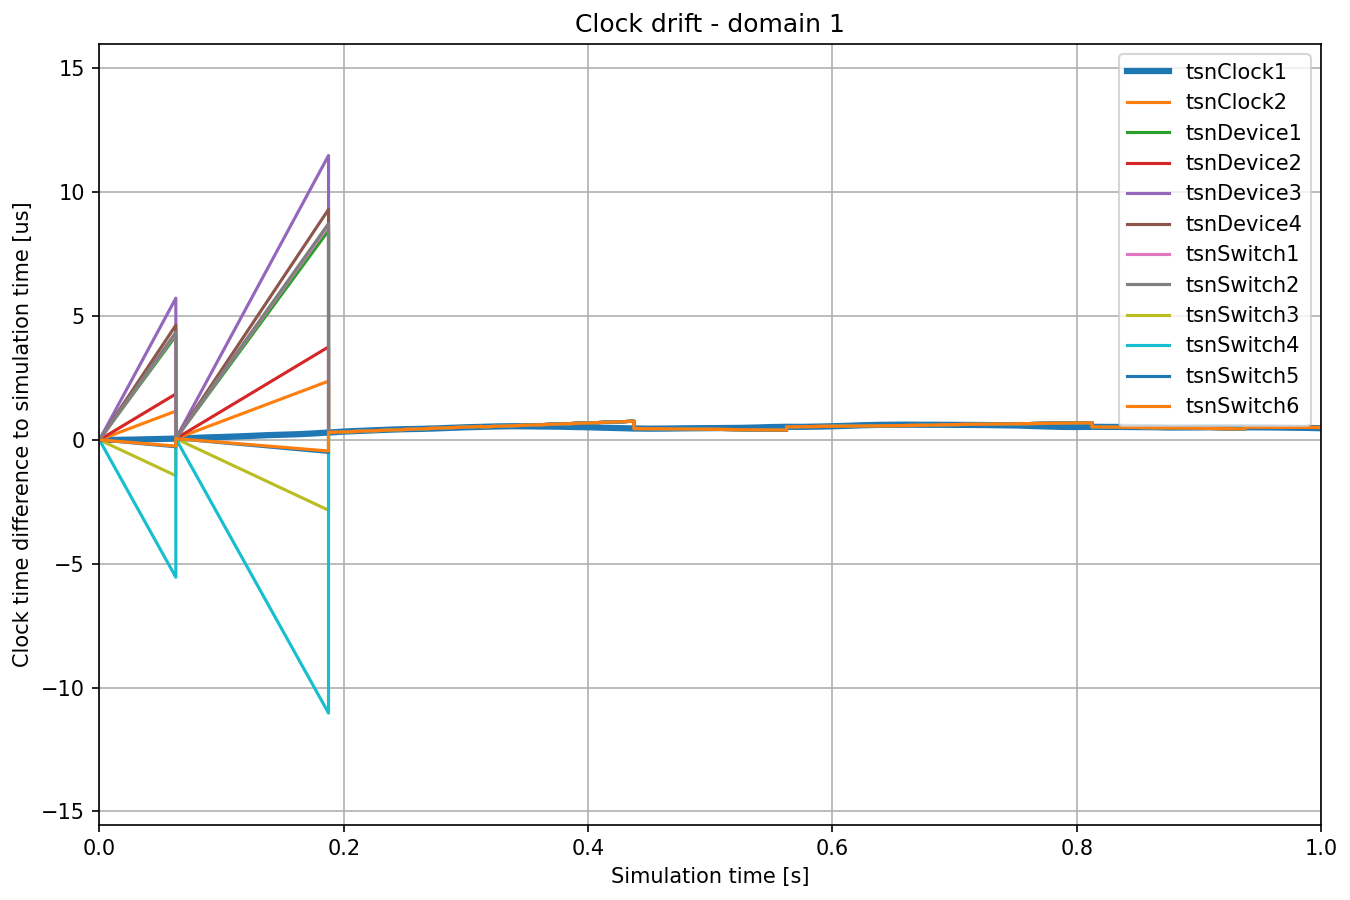 Clock drift - domain 1
Clock time difference to simulation time [us]
15
10
5
0
−5
−10
−15
tsnClock1
tsnClock2
tsnDevice1
tsnDevice2
tsnDevice3
tsnDevice4
tsnSwitch1
tsnSwitch2
tsnSwitch3
tsnSwitch4
tsnSwitch5
tsnSwitch6
0.0 0.2 0.4 0.6 0.8 1.0
Simulation time [s]